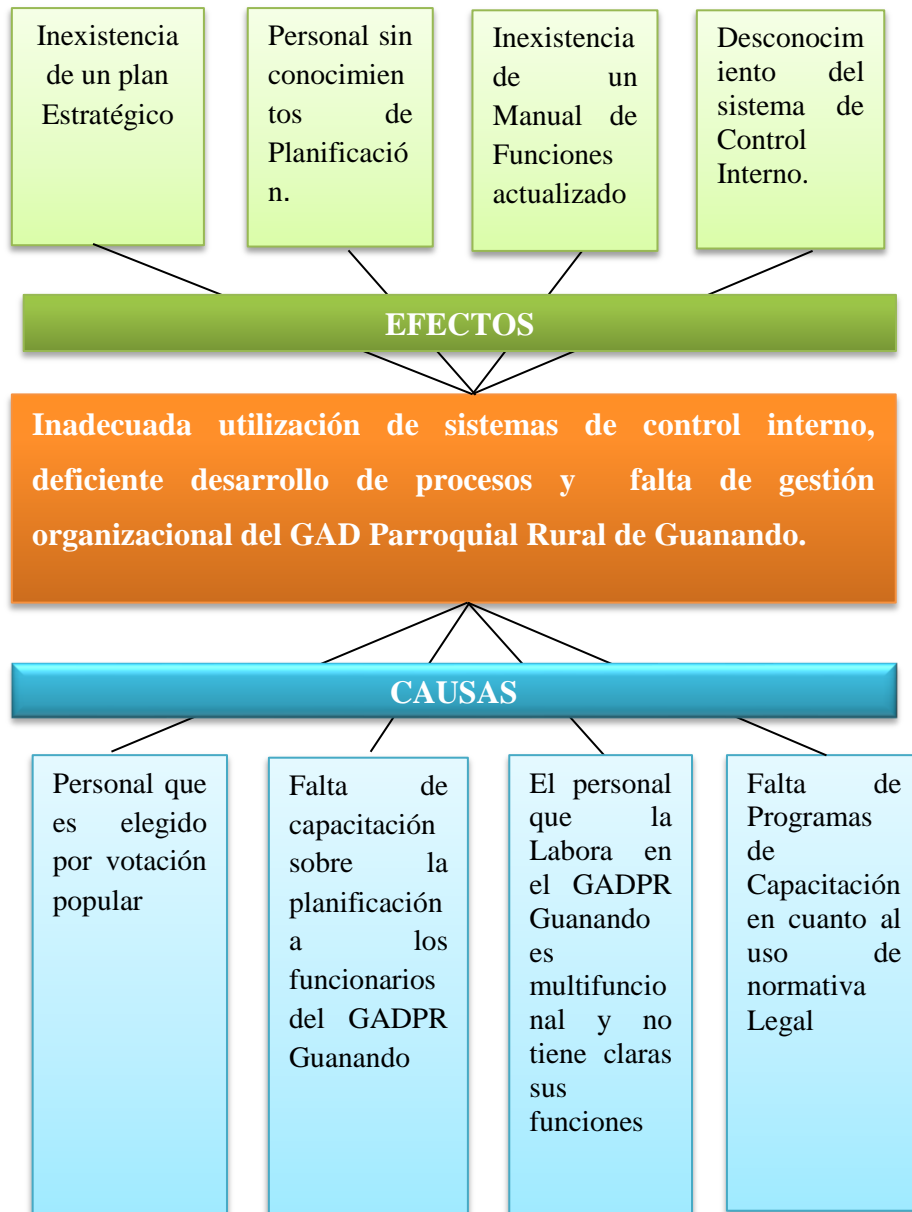 Inexistencia
de un plan
Estratégico
Personal sin
conocimien
tos de
Planificació
n.
Inexistencia
de un
Manual de
Funciones
actualizado
Desconocim
iento del
sistema de
Control
Interno.
EFECTOS
Inadecuada utilización de sistemas de control interno,
deficiente desarrollo de procesos y falta de gestión
organizacional del GAD Parroquial Rural de Guanando.
CAUSAS
Personal que
es elegido
por votación
popular
Falta de
capacitación
sobre la
planificación
a los
funcionarios
del GADPR
Guanando
El personal
que la
Labora en
el GADPR
Guanando
es
multifuncio
nal y no
tiene claras
sus
funciones
Falta de
Programas
de
Capacitación
en cuanto al
uso de
normativa
Legal